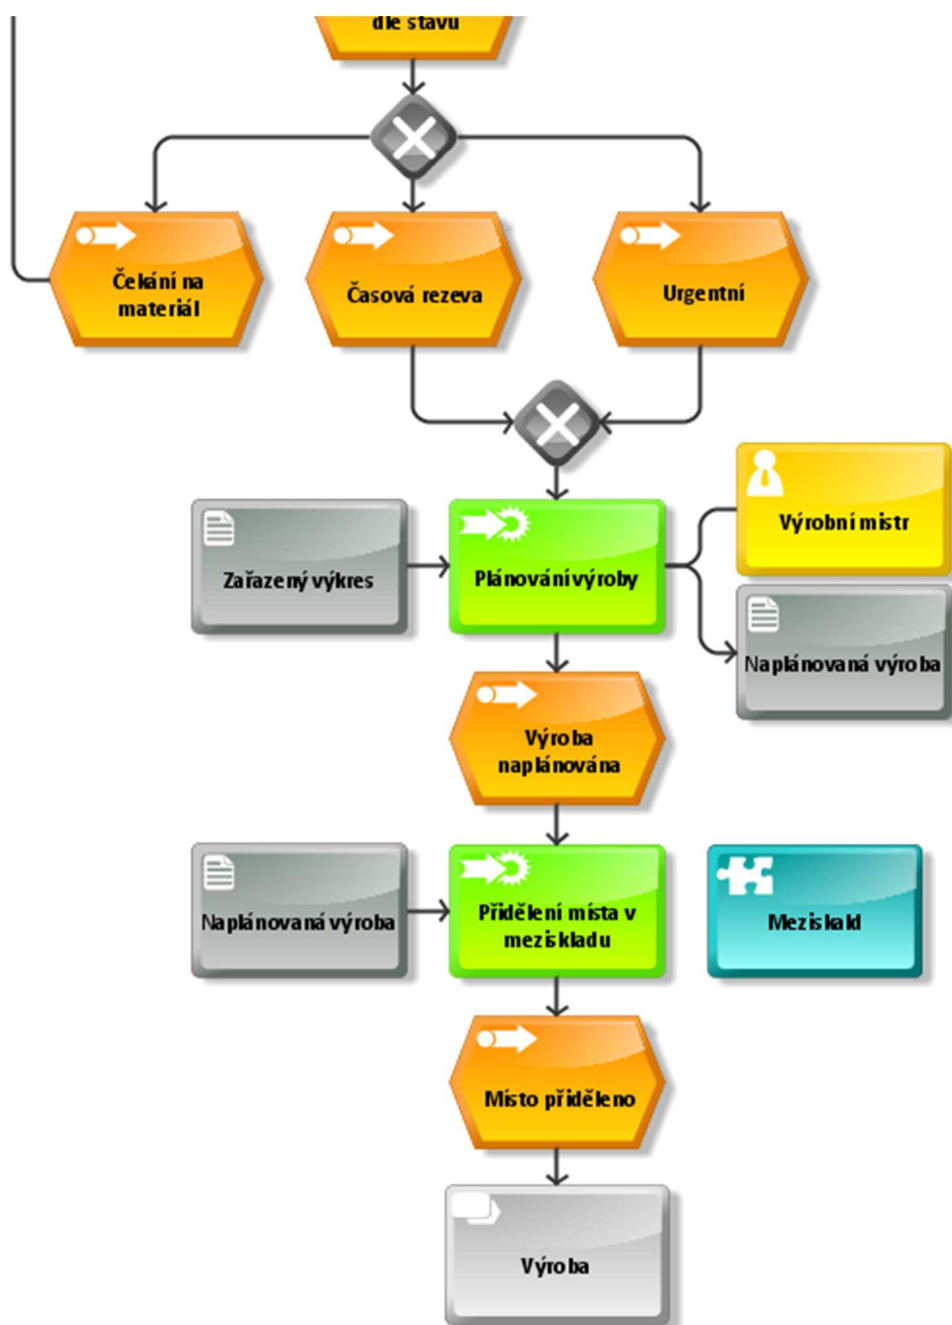 dle stavu
Čekání na
materiál
Časová rezeva
Urgentní
Výrobní mistr
Zařazený výkres
Plánování výroby
Naplánovaná výroba
Výroba
naplánována
Naplánovaná výroba
Přidělení místa v
meziskladu
Meziskald
Místo přiděleno
Výroba